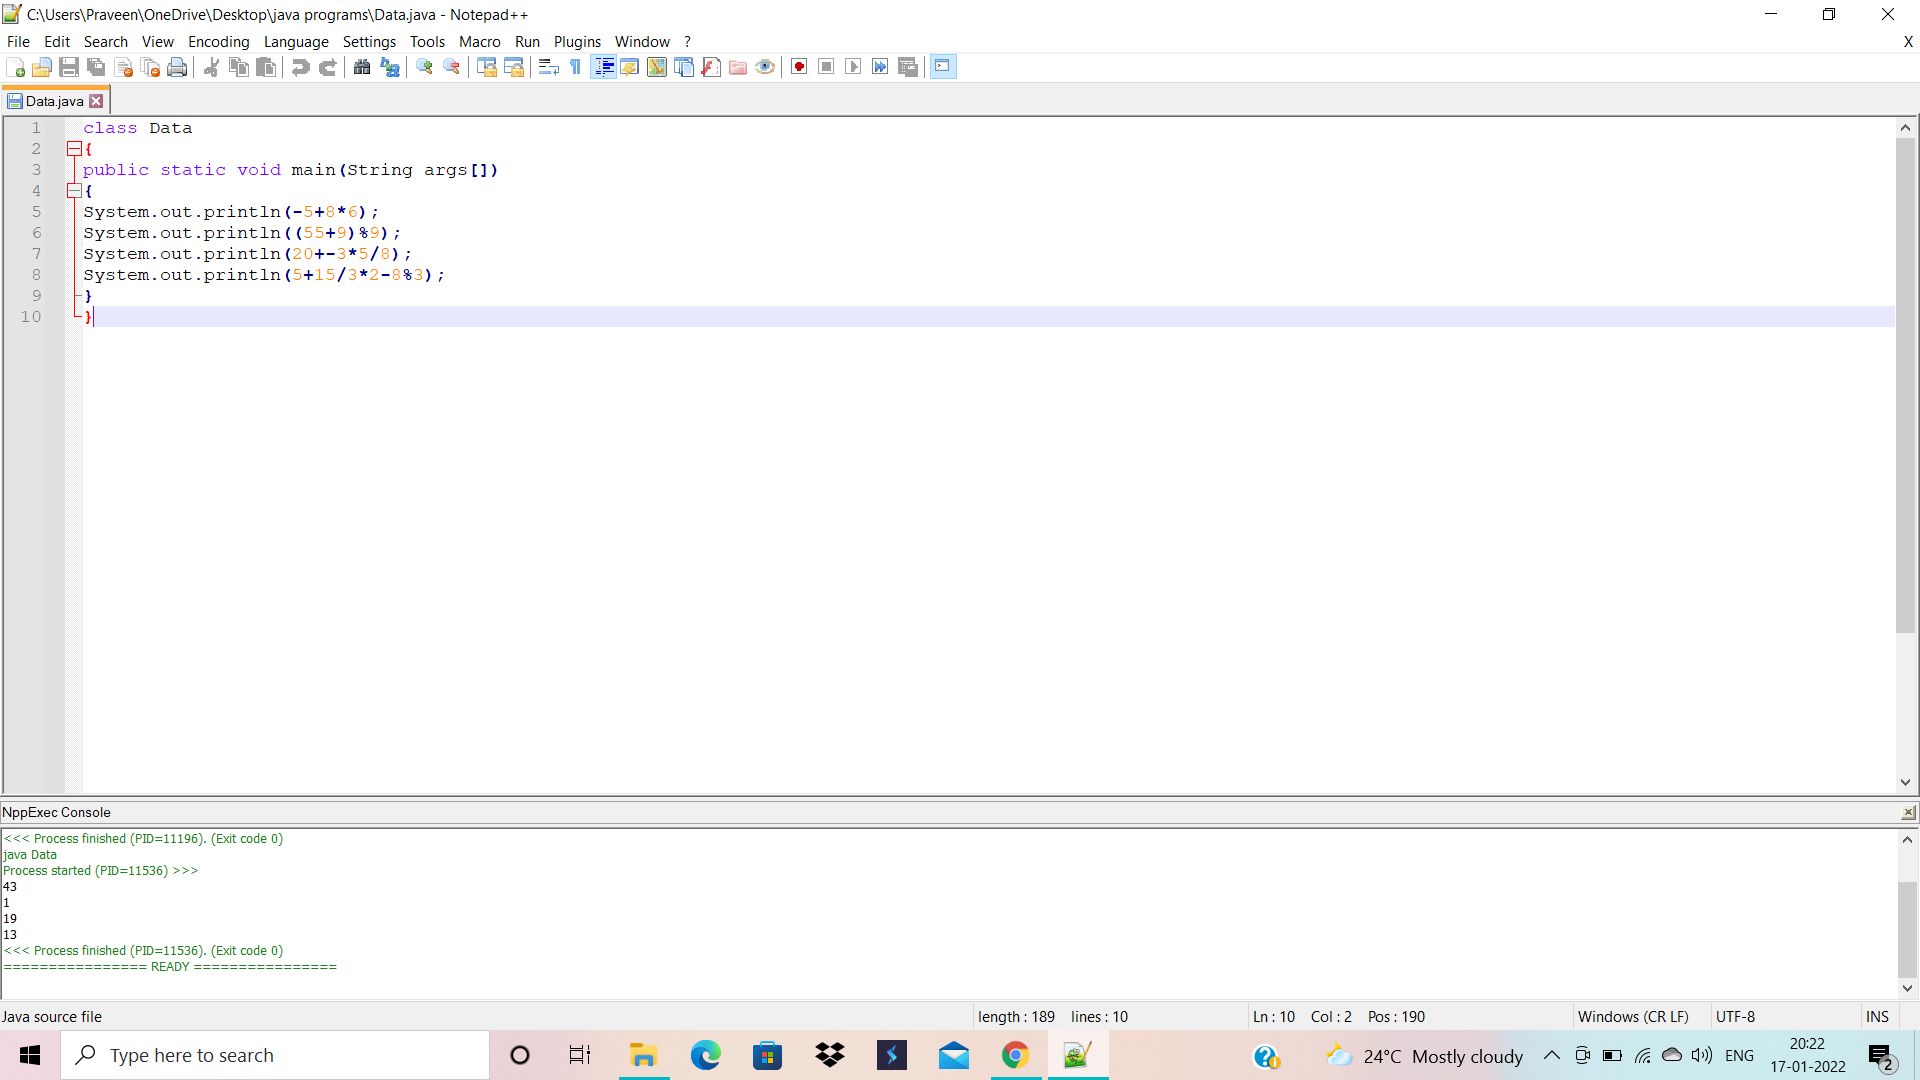 C:\Users\Praveen\OneDrive\Desktop\java programs\Data.java - Notepad++
File Edit Search View Encoding Language Settings Tools Macro Run Plugins Window ? X
Data.java
1 class Data
2 {
3 public static void main(String args[])
4 {
5 System.out.println(-5+8*6);
6 System.out.println((55+9)%9);
7 System.out.println(20+-3*5/8);
8 System.out.println(5+15/3*2-8%3);
9 }
10 }
NppExec Console
<<< Process finished (PID=11196). (Exit code 0)
java Data
Process started (PID=11536) >>>
43
1
19
13
<<< Process finished (PID=11536). (Exit code 0)
================ READY ================
Java source file length : 189 lines : 10 Ln : 10 Col : 2 Pos : 190 Windows (CR LF) UTF-8 INS
Type here to search 24°C Mostly cloudy ENG 20:22
17-01-2022 2